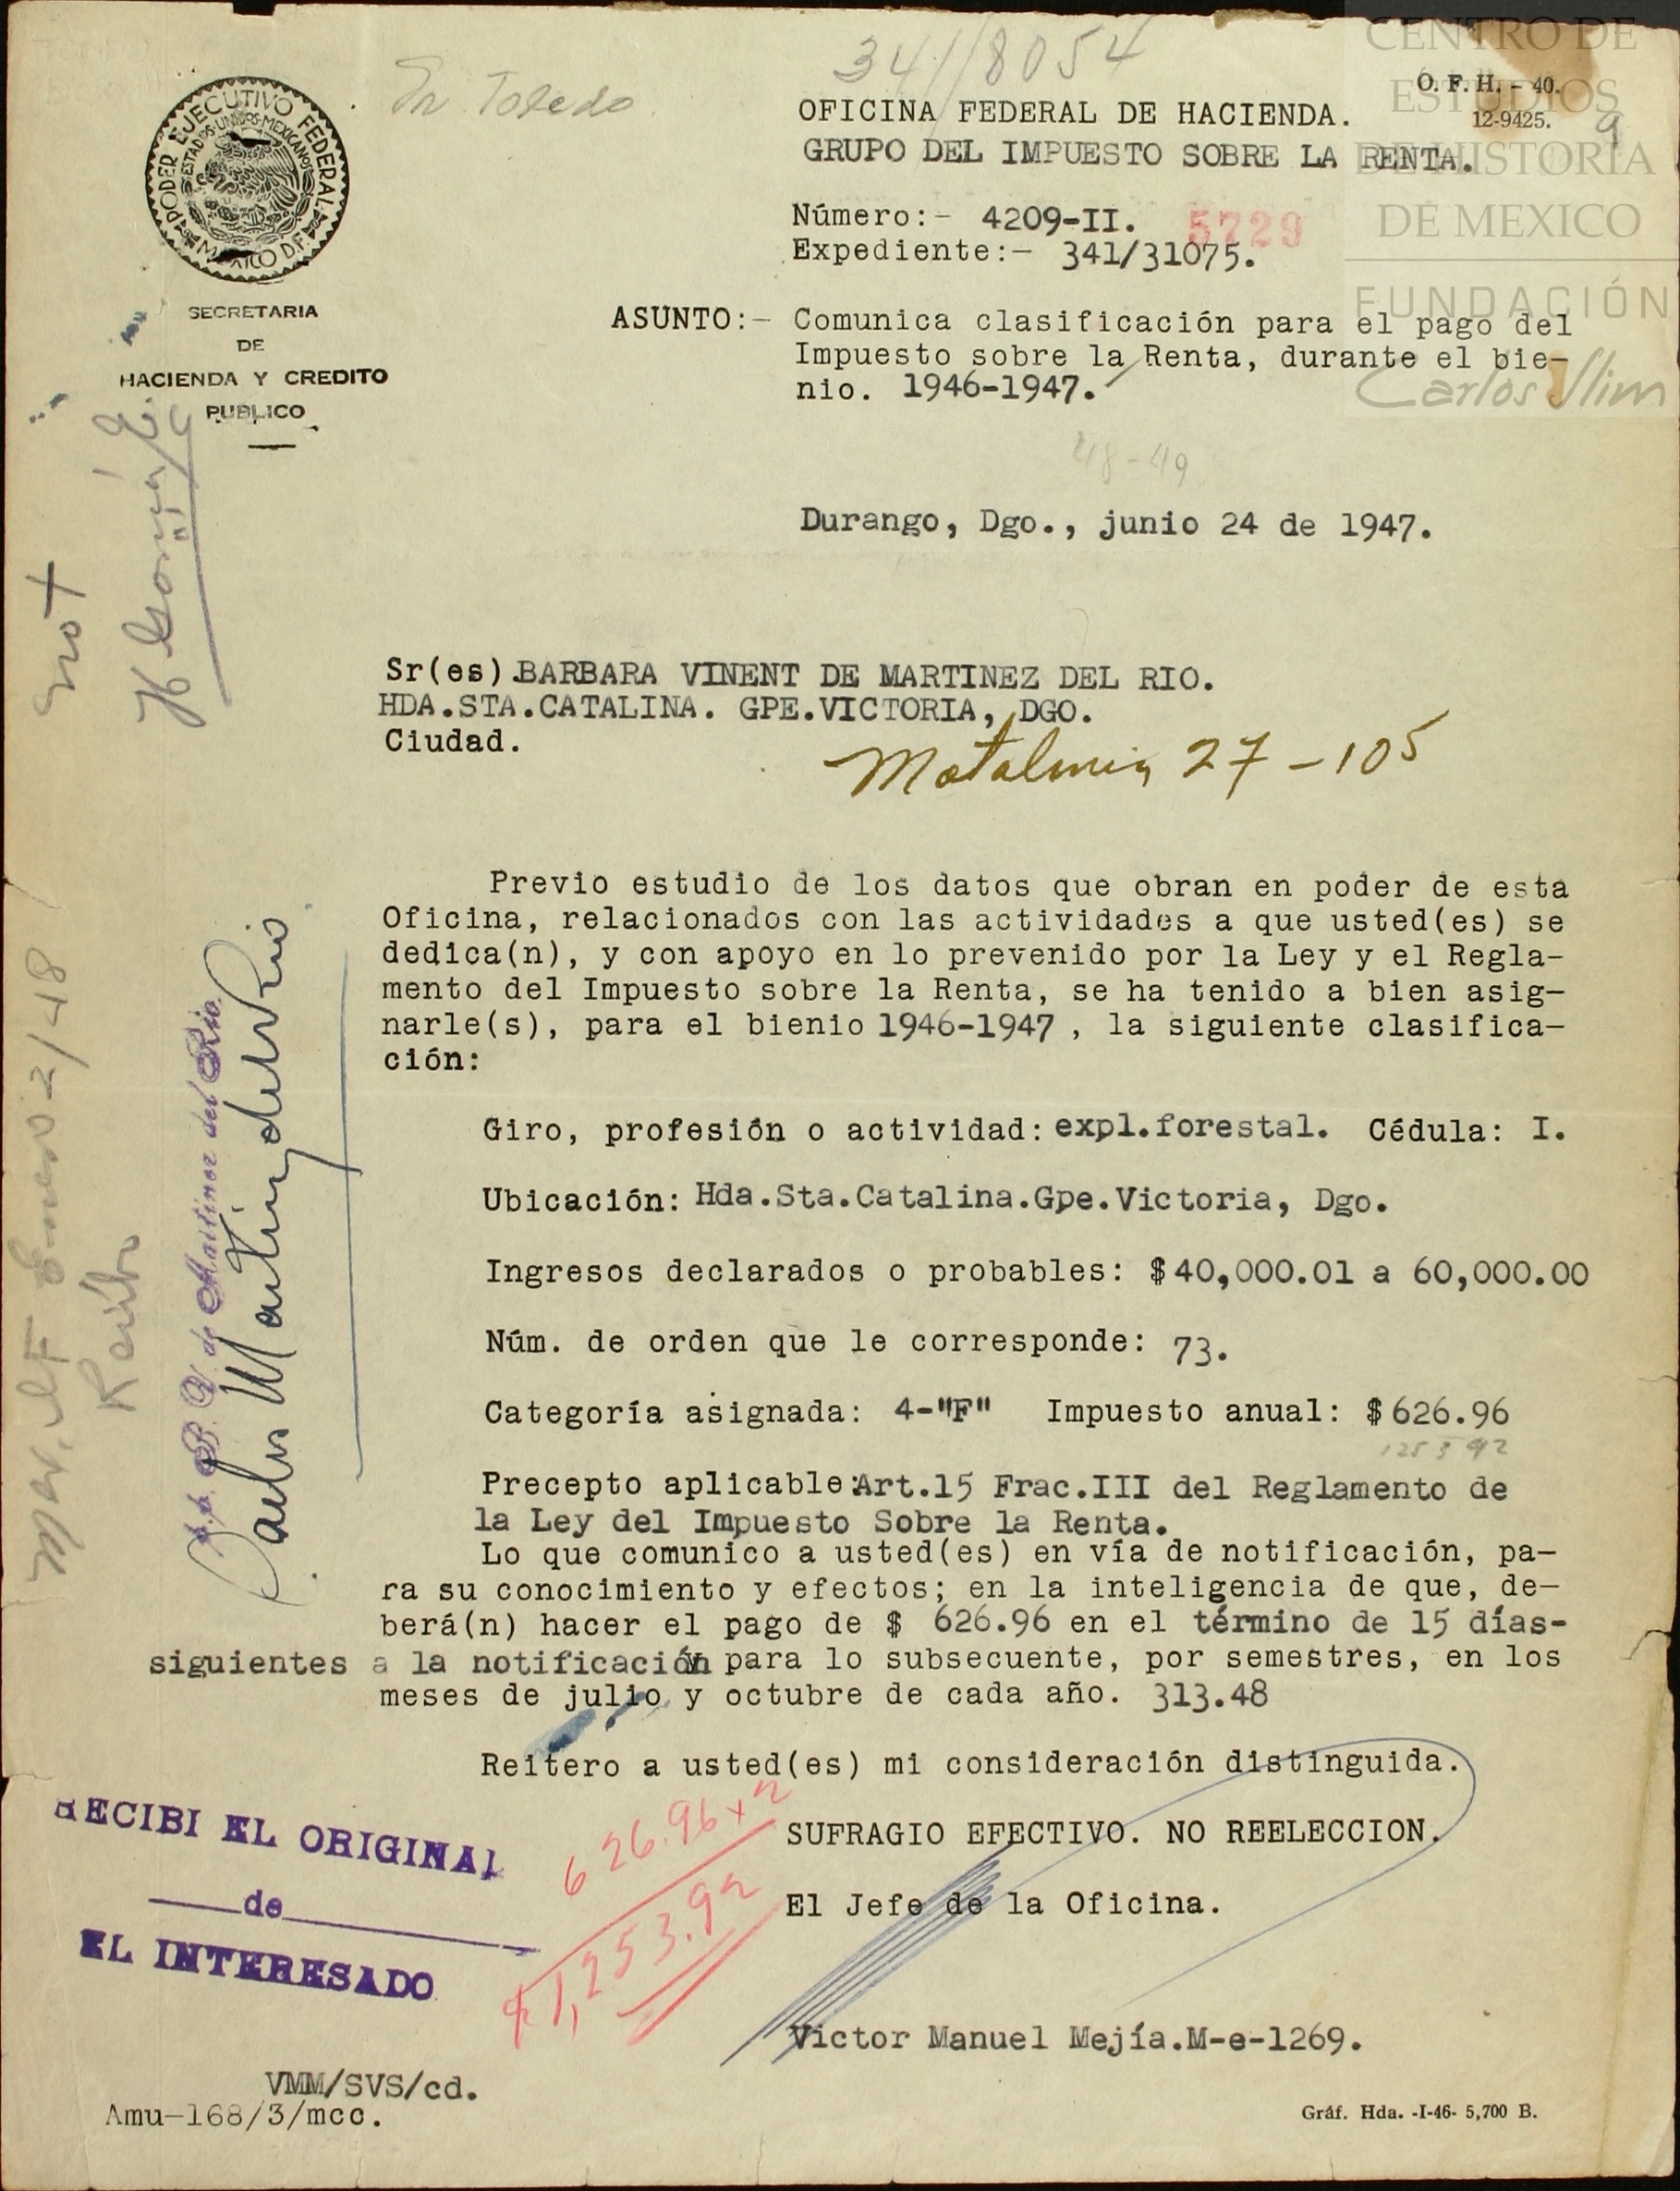 341/8054
Sr. Toledo
CENTRO DE
ESTUDIOS
DE HISTORIA
DE MEXICO
FUNDACIÓN
Carlos Slim
O. F. H. - 40.
12-9425.
9
PODER EJECUTIVO FEDERAL
ESTADOS UNIDOS MEXICANOS
MEXICO D.F.
SECRETARIA
DE
HACIENDA Y CREDITO
PUBLICO
OFICINA FEDERAL DE HACIENDA.
GRUPO DEL IMPUESTO SOBRE LA RENTA.
Número:- 4209-II. 5729
Expediente:- 341/31075.
ASUNTO:- Comunica clasificación para el pago del
Impuesto sobre la Renta, durante el bie-
nio. 1946-1947.
48-49
Durango, Dgo., junio 24 de 1947.
Sr(es).BARBARA VINENT DE MARTINEZ DEL RIO.
HDA.STA.CATALINA. GPE.VICTORIA, DGO.
Ciudad.
27-105
Previo estudio de los datos que obran en poder de esta
Oficina, relacionados con las actividades a que usted(es) se
dedica(n), y con apoyo en lo prevenido por la Ley y el Regla-
mento del Impuesto sobre la Renta, se ha tenido a bien asig-
narle(s), para el bienio 1946-1947 , la siguiente clasifica-
ción:
Giro, profesión o actividad: expl.forestal. Cédula: I.
Ubicación: Hda.Sta.Catalina.Gpe.Victoria, Dgo.
Ingresos declarados o probables: $40,000.01 a 60,000.00
Núm. de orden que le corresponde: 73.
Categoría asignada: 4-"F" Impuesto anual: $626.96
1253 92
Precepto aplicable:Art.15 Frac.III del Reglamento de
la Ley del Impuesto Sobre la Renta.
Lo que comunico a usted(es) en vía de notificación, pa-
ra su conocimiento y efectos; en la inteligencia de que, de-
berá(n) hacer el pago de $ 626.96 en el término de 15 días-
siguientes a la notificación y para lo subsecuente, por semestres, en los
meses de julio y octubre de cada año. 313.48
Reitero a usted(es) mi consideración distinguida.
SUFRAGIO EFECTIVO. NO REELECCION.
El Jefe de la Oficina.
Victor Manuel Mejía.M-e-1269.
626.96x2
$1,253.92
RECIBI EL ORIGINAL
de
EL INTERESADO
VMM/SVS/cd.
Amu-168/3/mcc.
Gráf. Hda. -I-46- 5,700 B.
p.p. B. V. de Martinez del Rio.
Pablo Martinez del Rio
Enero 2/48
Recibo